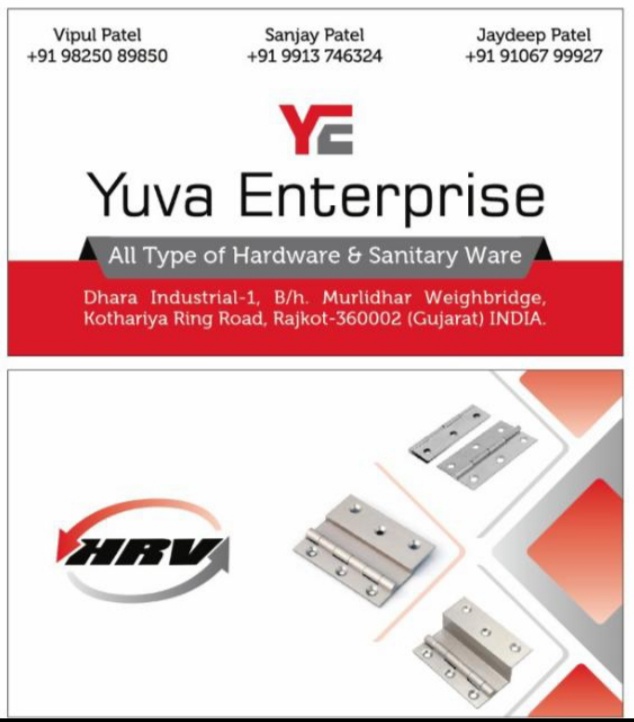 Vipul Patel
+91 98250 89850
Sanjay Patel
+91 9913 746324
Jaydeep Patel
+91 91067 99927
YE
Yuva Enterprise
All Type of Hardware & Sanitary Ware
Dhara Industrial-1, B/h. Murlidhar Weighbridge,
Kothariya Ring Road, Rajkot-360002 (Gujarat) INDIA.
HRV